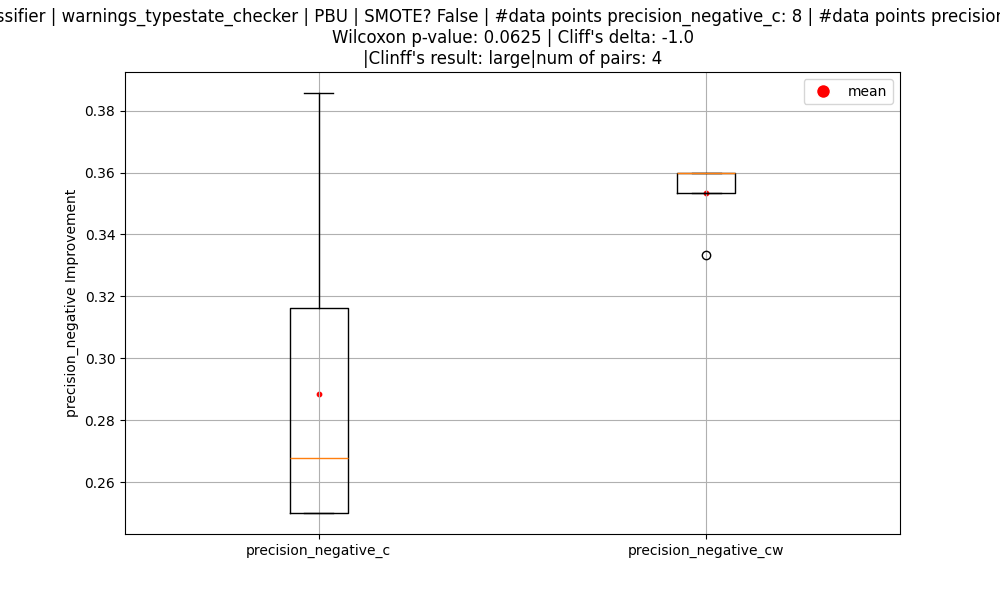 | warnings_typestate_checker | PBU | SMOTE? False | #data points precision_negative_c: 8 | #data points
Wilcoxon p-value: 0.0625 | Cliff's delta: -1.0
|Clinff's result: large|num of pairs: 4
mean
0.38
0.36
0.34
0.32
0.30
0.28
0.26
precision_negative Improvement
precision_negative_c
precision_negative_cw